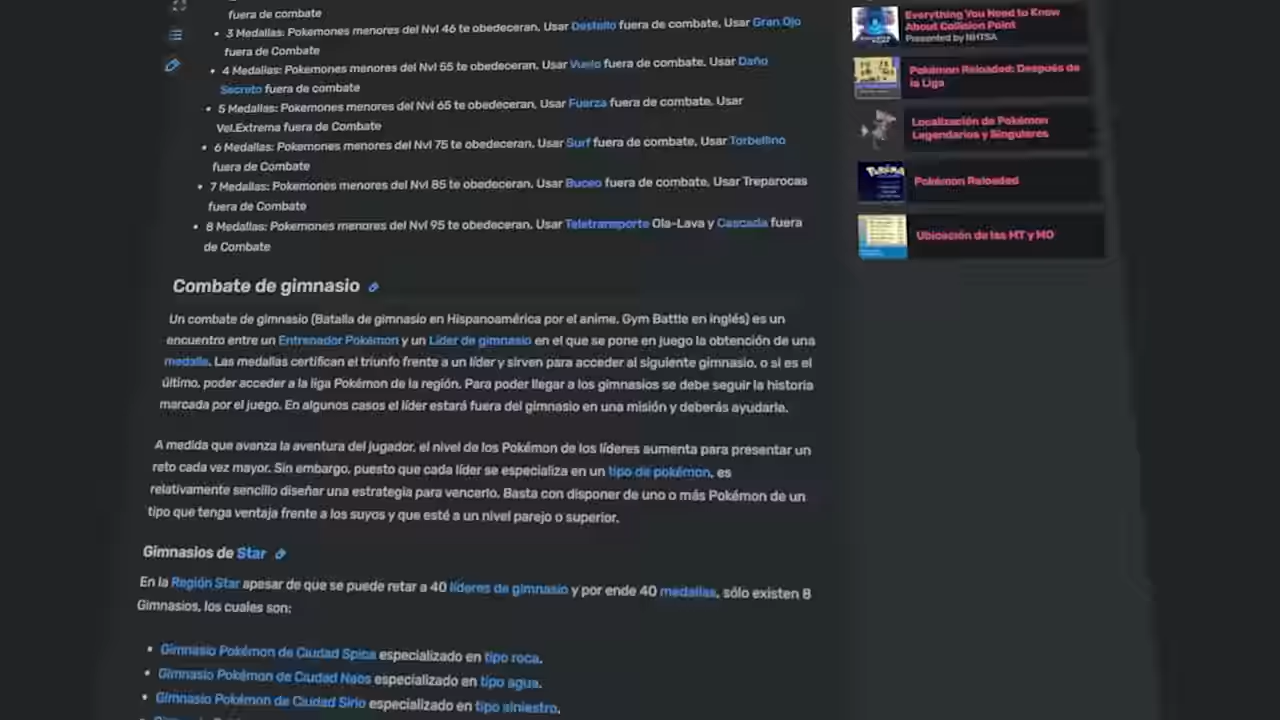 fuera de combate
3 Medallas: Pokemones menores del Nvl 46 te obedeceran, Usar Destello fuera de combate, Usar Gran Ojo
fuera de Combate
4 Medallas: Pokemones menores del Nvl 55 te obedeceran, Usar Vuelo fuera de combate, Usar Daño
Secreto fuera de combate
5 Medallas: Pokemones menores del Nvl 65 te obedeceran, Usar Fuerza fuera de combate, Usar
Vel.Extrema fuera de Combate
6 Medallas: Pokemones menores del Nvl 75 te obedeceran, Usar Surf fuera de combate, Usar Torbellino
fuera de Combate
7 Medallas: Pokemones menores del Nvl 85 te obedeceran, Usar Buceo fuera de combate, Usar Treparocas
fuera de Combate
8 Medallas: Pokemones menores del Nvl 95 te obedeceran, Usar Teletransporte Ola-Lava y Cascada fuera
de Combate
Combate de gimnasio
Un combate de gimnasio (Batalla de gimnasio en Hispanoamérica por el anime, Gym Battle en inglés) es un
encuentro entre un Entrenador Pokémon y un Líder de gimnasio en el que se pone en juego la obtención de una
medalla. Las medallas certifican el triunfo frente a un líder y sirven para acceder al siguiente gimnasio, o si es el
último, poder acceder a la liga Pokémon de la región. Para poder llegar a los gimnasios se debe seguir la historia
marcada por el juego. En algunos casos el líder estará fuera del gimnasio en una misión y deberás ayudarle.
A medida que avanza la aventura del jugador, el nivel de los Pokémon de los líderes aumenta para presentar un
reto cada vez mayor. Sin embargo, puesto que cada líder se especializa en un tipo de pokémon, es
relativamente sencillo diseñar una estrategia para vencerlo. Basta con disponer de uno o más Pokémon de un
tipo que tenga ventaja frente a los suyos y que esté a un nivel parejo o superior.
Gimnasios de Star
En la Región Star apesar de que se puede retar a 40 líderes de gimnasio y por ende 40 medallas, sólo existen 8
Gimnasios, los cuales son:
Gimnasio Pokémon de Ciudad Spica especializado en tipo roca.
Gimnasio Pokémon de Ciudad Naos especializado en tipo agua.
Gimnasio Pokémon de Ciudad Sirio especializado en tipo siniestro.
Everything You Need to Know
About Collision Point
Presented by NHTSA
Pokémon Reloaded: Después de
la Liga
Localización de Pokémon
Legendarios y Singulares
Pokémon Reloaded
Ubicación de las MT y MO